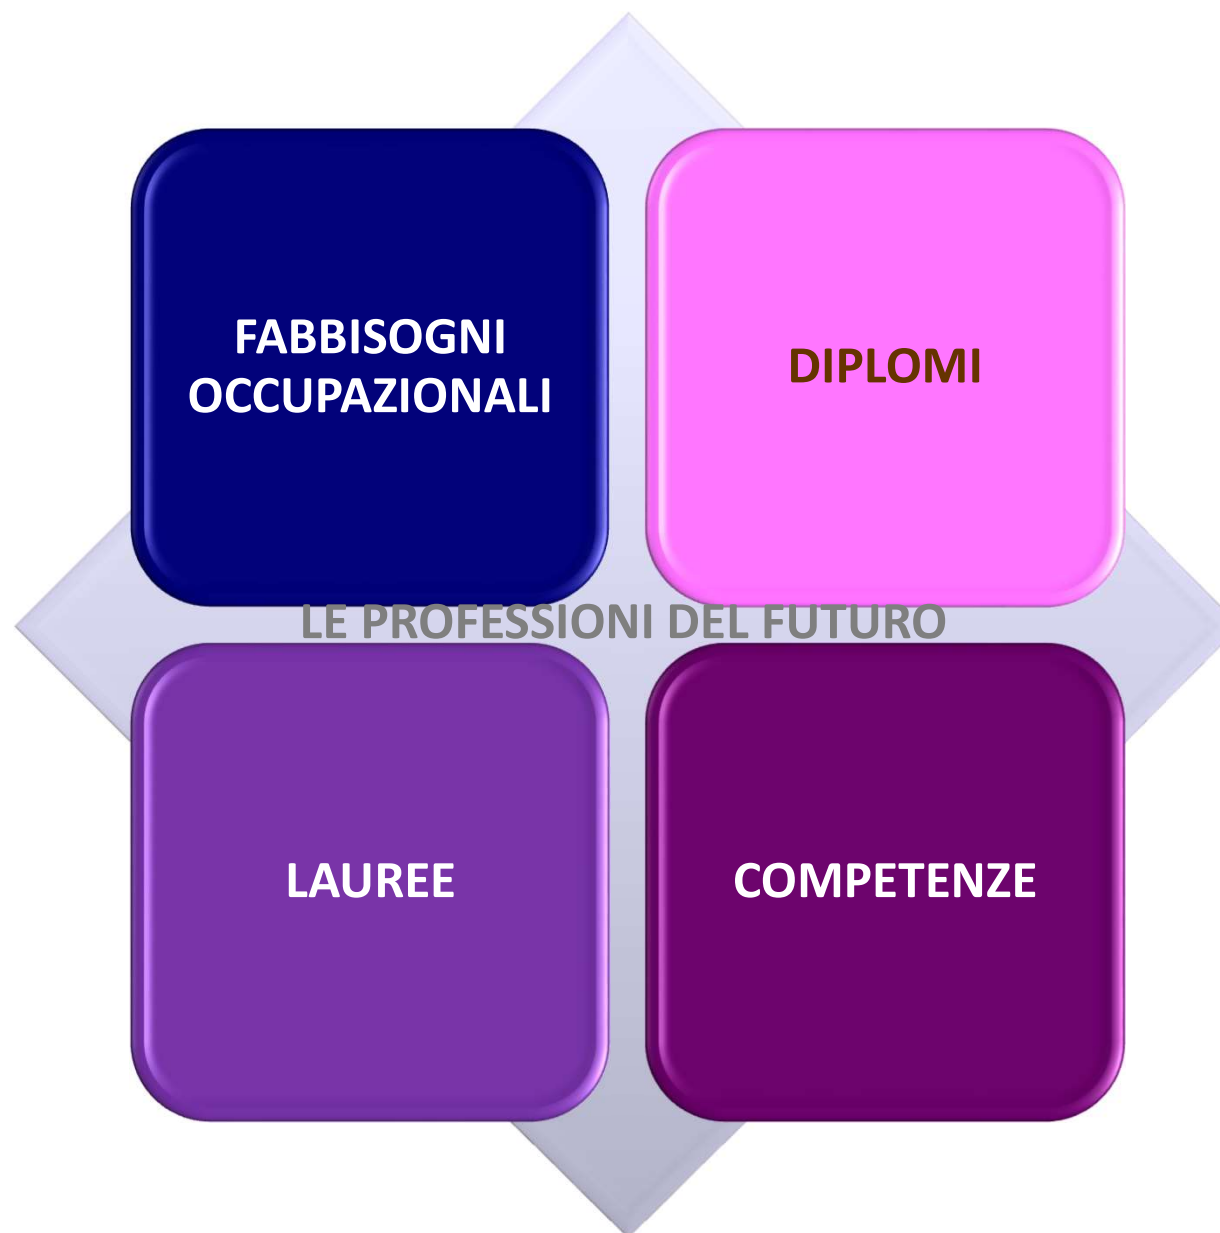 FABBISOGNI
OCCUPAZIONALI
DIPLOMI
LE PROFESSIONI DEL FUTURO
LAUREE
COMPETENZE